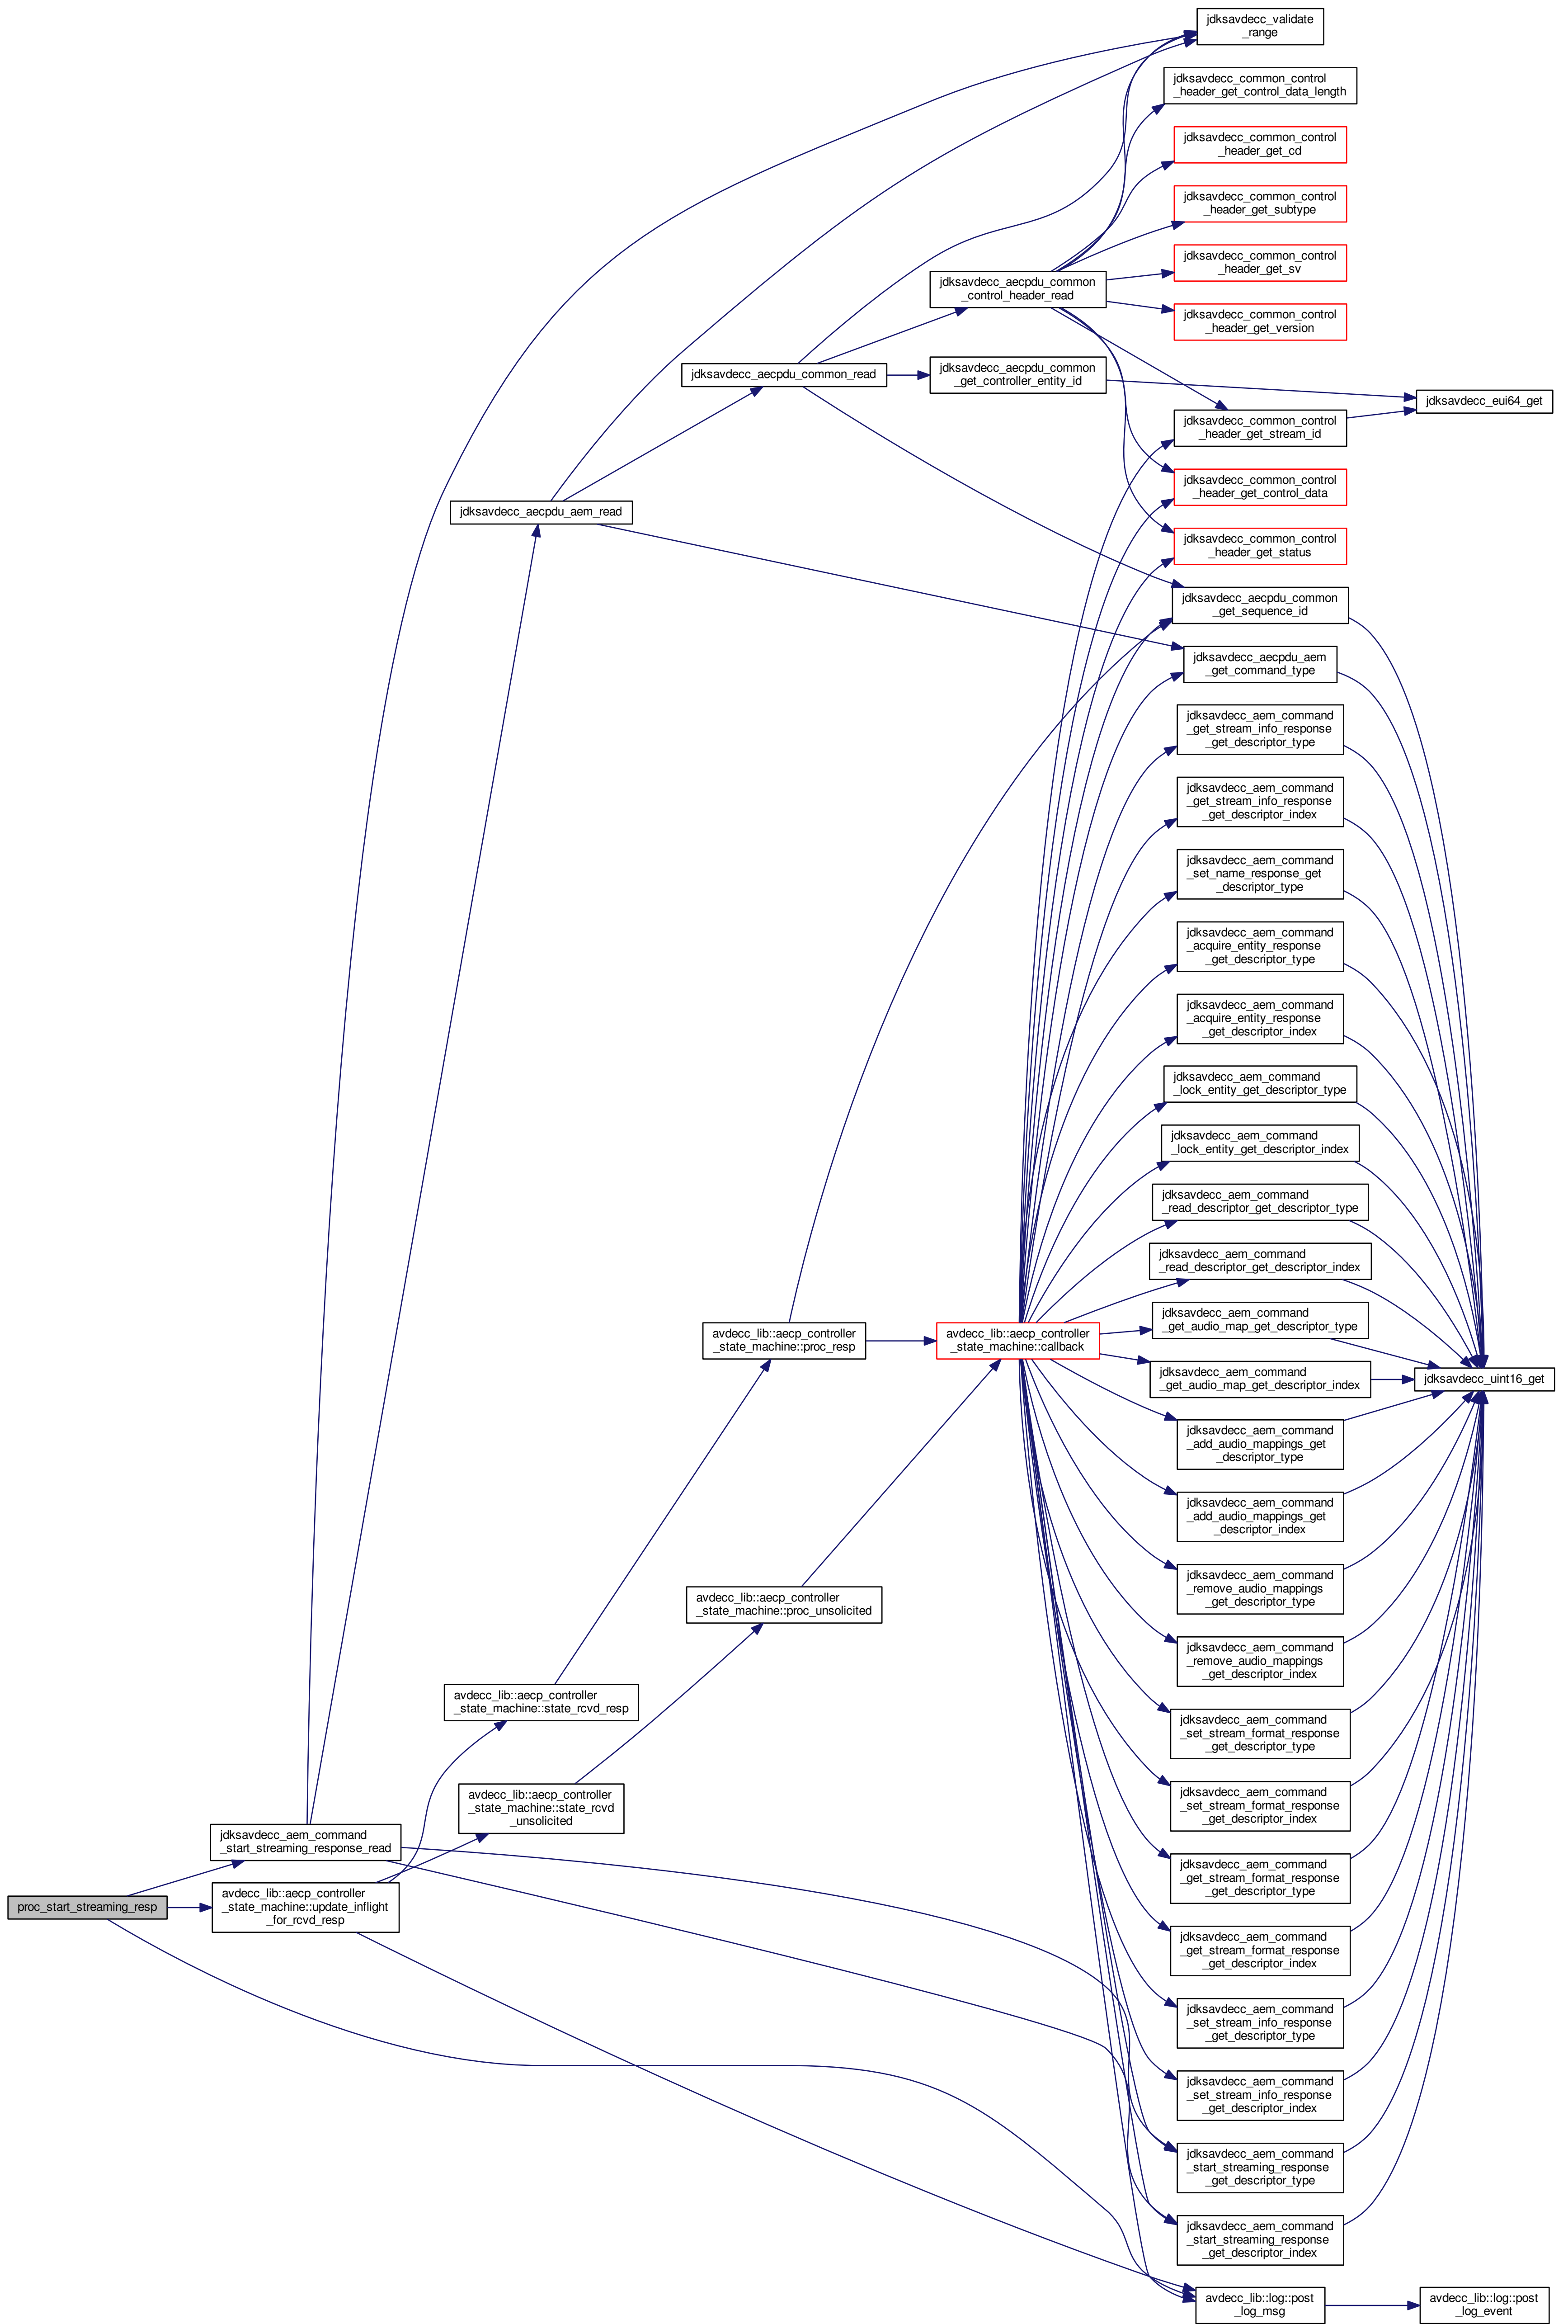 jdksavdecc_validate
_range
jdksavdecc_common_control
_header_get_control_data_length
jdksavdecc_common_control
_header_get_cd
jdksavdecc_common_control
_header_get_subtype
jdksavdecc_common_control
_header_get_sv
jdksavdecc_aecpdu_common
_control_header_read
jdksavdecc_common_control
_header_get_version
jdksavdecc_aecpdu_common_read
jdksavdecc_aecpdu_common
_get_controller_entity_id
jdksavdecc_eui64_get
jdksavdecc_common_control
_header_get_stream_id
jdksavdecc_common_control
_header_get_control_data
jdksavdecc_aecpdu_aem_read
jdksavdecc_common_control
_header_get_status
jdksavdecc_aecpdu_common
_get_sequence_id
jdksavdecc_aecpdu_aem
_get_command_type
jdksavdecc_aem_command
_get_stream_info_response
_get_descriptor_type
jdksavdecc_aem_command
_get_stream_info_response
_get_descriptor_index
jdksavdecc_aem_command
_set_name_response_get
_descriptor_type
jdksavdecc_aem_command
_acquire_entity_response
_get_descriptor_type
jdksavdecc_aem_command
_acquire_entity_response
_get_descriptor_index
jdksavdecc_aem_command
_lock_entity_get_descriptor_type
jdksavdecc_aem_command
_lock_entity_get_descriptor_index
jdksavdecc_aem_command
_read_descriptor_get_descriptor_type
jdksavdecc_aem_command
_read_descriptor_get_descriptor_index
jdksavdecc_aem_command
_get_audio_map_get_descriptor_type
avdecc_lib::aecp_controller
_state_machine::proc_resp
avdecc_lib::aecp_controller
_state_machine::callback
jdksavdecc_aem_command
_get_audio_map_get_descriptor_index
jdksavdecc_uint16_get
jdksavdecc_aem_command
_add_audio_mappings_get
_descriptor_type
jdksavdecc_aem_command
_add_audio_mappings_get
_descriptor_index
jdksavdecc_aem_command
_remove_audio_mappings
_get_descriptor_type
avdecc_lib::aecp_controller
_state_machine::proc_unsolicited
jdksavdecc_aem_command
_remove_audio_mappings
_get_descriptor_index
avdecc_lib::aecp_controller
_state_machine::state_rcvd_resp
jdksavdecc_aem_command
_set_stream_format_response
_get_descriptor_type
avdecc_lib::aecp_controller
_state_machine::state_rcvd
_unsolicited
jdksavdecc_aem_command
_set_stream_format_response
_get_descriptor_index
jdksavdecc_aem_command
_start_streaming_response_read
jdksavdecc_aem_command
_get_stream_format_response
_get_descriptor_type
proc_start_streaming_resp
avdecc_lib::aecp_controller
_state_machine::update_inflight
_for_rcvd_resp
jdksavdecc_aem_command
_get_stream_format_response
_get_descriptor_index
jdksavdecc_aem_command
_set_stream_info_response
_get_descriptor_type
jdksavdecc_aem_command
_set_stream_info_response
_get_descriptor_index
jdksavdecc_aem_command
_start_streaming_response
_get_descriptor_type
jdksavdecc_aem_command
_start_streaming_response
_get_descriptor_index
avdecc_lib::log::post
_log_msg
avdecc_lib::log::post
_log_event